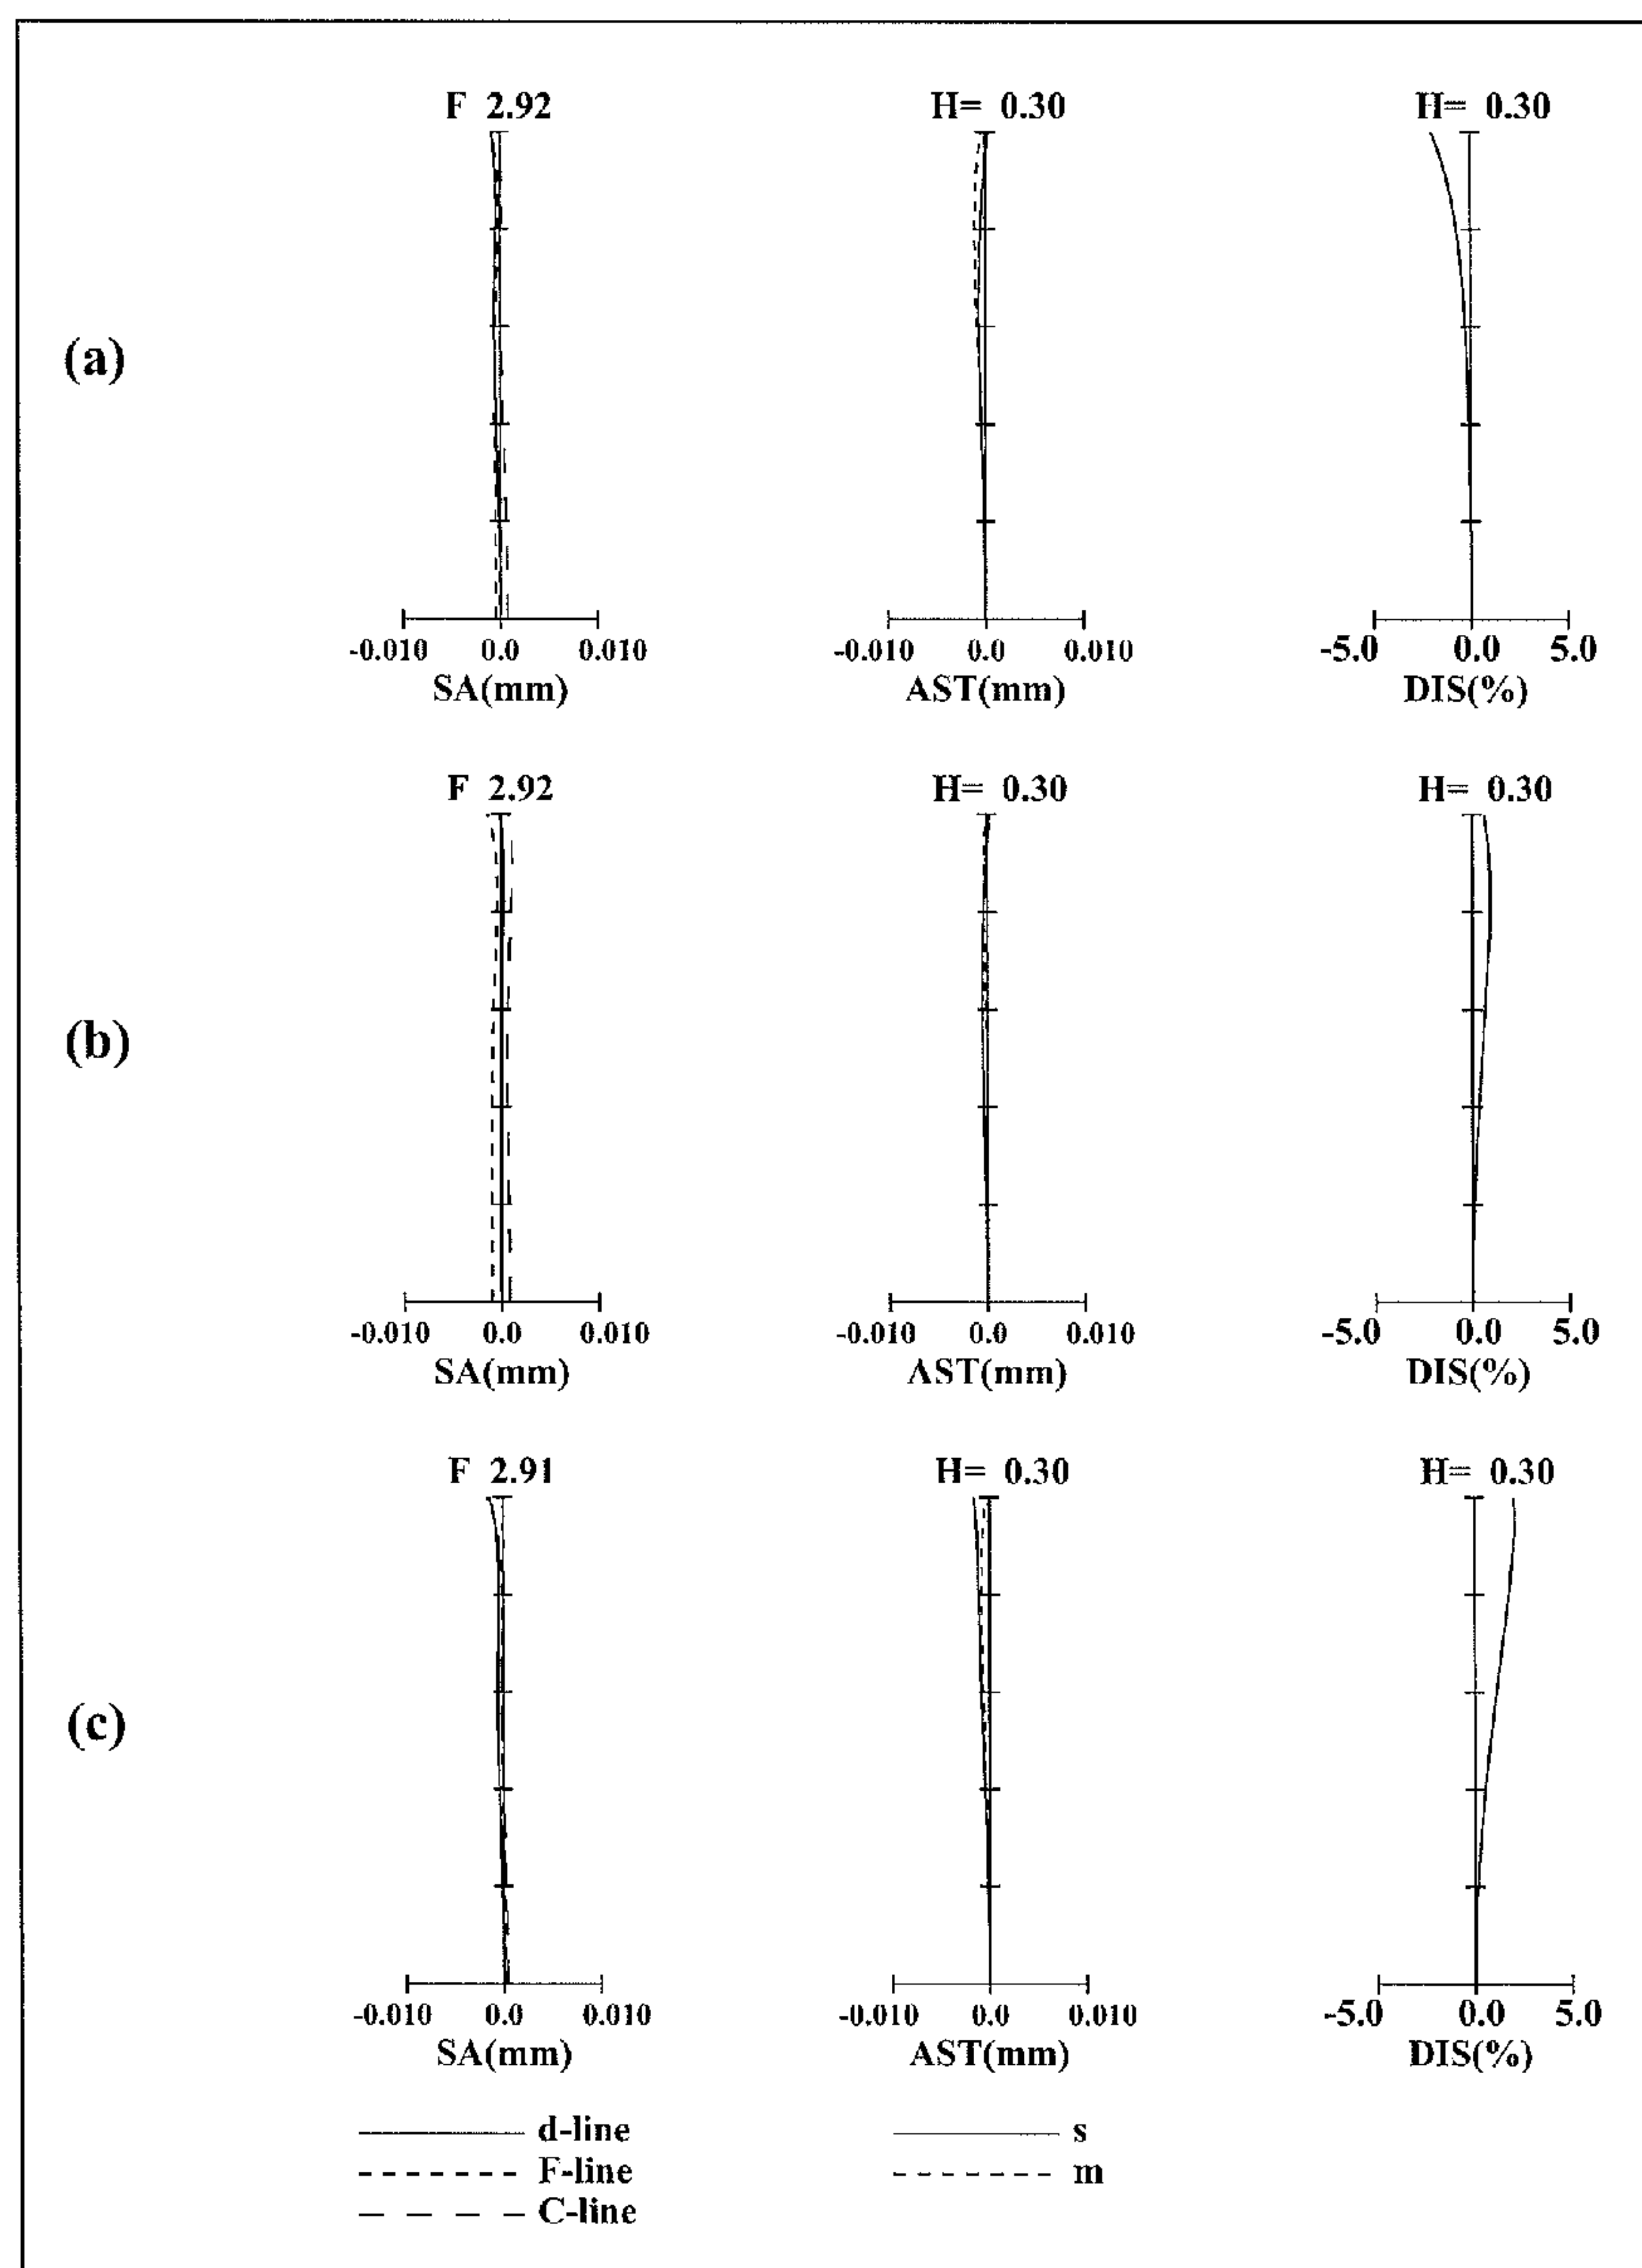 F 2.92 H= 0.30 H= 0.30
(a)
-0.010 0.0 0.010 -0.010 0.0 0.010 -5.0 0.0 5.0
SA(mm) AST(mm) DIS(%)
F 2.92 H= 0.30 H= 0.30
(b)
-0.010 0.0 0.010 -0.010 0.0 0.010 -5.0 0.0 5.0
SA(mm) AST(mm) DIS(%)
F 2.91 H= 0.30 H= 0.30
(c)
-0.010 0.0 0.010 -0.010 0.0 0.010 -5.0 0.0 5.0
SA(mm) AST(mm) DIS(%)
d-line s
F-line m
C-line